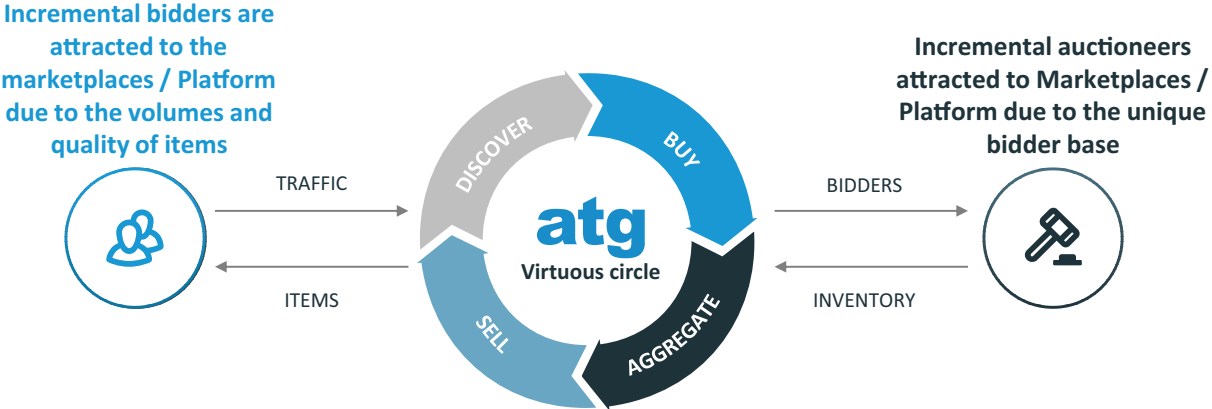 Incremental bidders are
attracted to the
marketplaces / Platform
due to the volumes and
quality of items
Incremental auctioneers
attracted to Marketplaces /
Platform due to the unique
bidder base
TRAFFIC
ITEMS
DISCOVER
BUY
atg
Virtuous circle
SELL
AGGREGATE
BIDDERS
INVENTORY